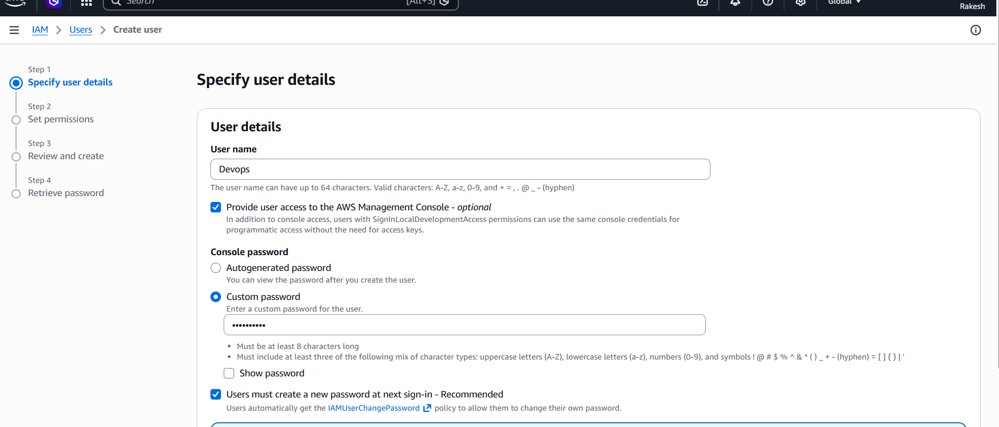 Search
[Alt+S]
Global
Rakesh
IAM
Users
Create user
Step 1
Specify user details
Step 2
Set permissions
Step 3
Review and create
Step 4
Retrieve password
Specify user details
User details
User name
Devops
The user name can have up to 64 characters. Valid characters: A-Z, a-z, 0-9, and + = , . @ _ - (hyphen)
Provide user access to the AWS Management Console - optional
In addition to console access, users with SignInLocalDevelopmentAccess permissions can use the same console credentials for
programmatic access without the need for access keys.
Console password
Autogenerated password
You can view the password after you create the user.
Custom password
Enter a custom password for the user.
••••••••••
• Must be at least 8 characters long
• Must include at least three of the following mix of character types: uppercase letters (A-Z), lowercase letters (a-z), numbers (0-9), and symbols ! @ # $ % ^ & * ( ) _ + - (hyphen) = [ ] { } | '
Show password
Users must create a new password at next sign-in - Recommended
Users automatically get the IAMUserChangePassword policy to allow them to change their own password.